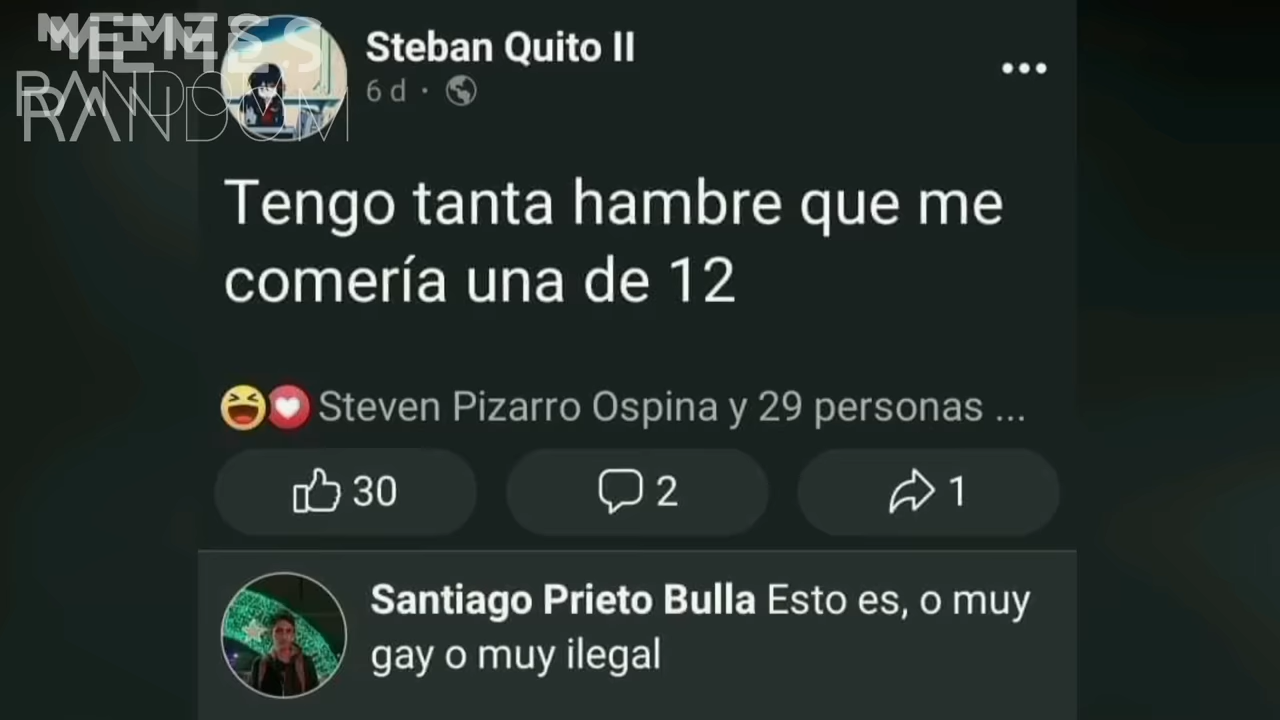 MEMES.S
RANDOM
Steban Quito II
6 d ·
Tengo tanta hambre que me
comería una de 12
Steven Pizarro Ospina y 29 personas ...
30
2
1
Santiago Prieto Bulla Esto es, o muy
gay o muy ilegal